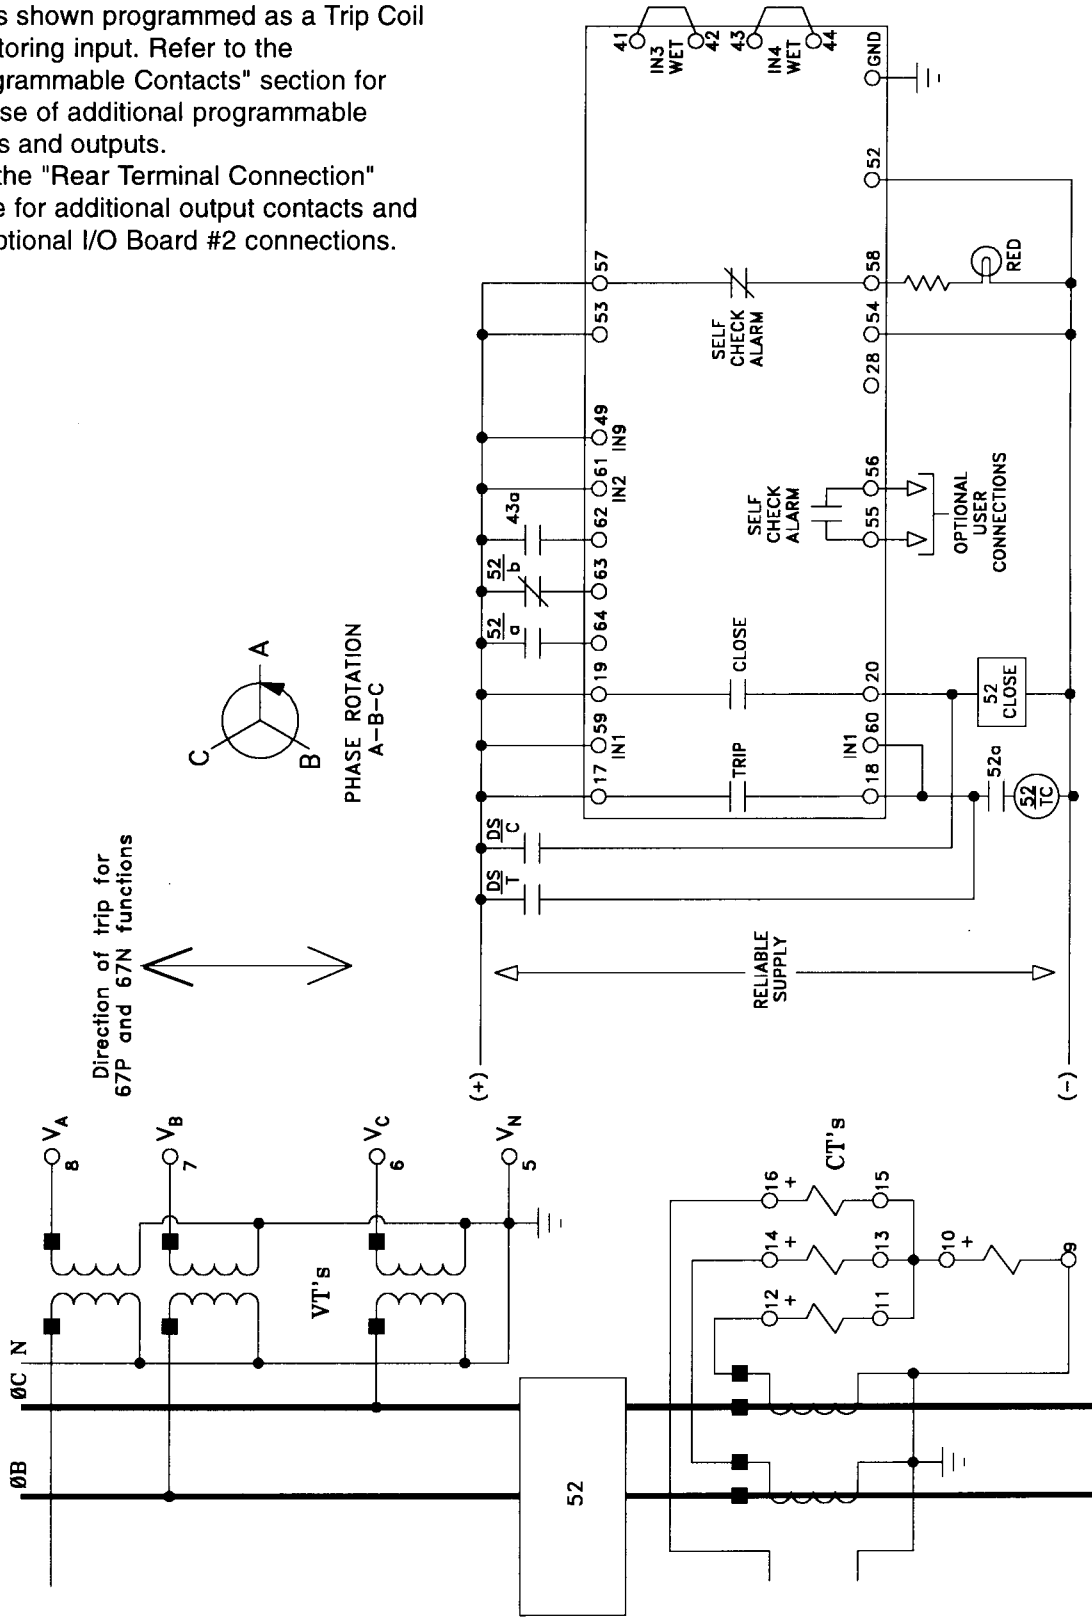 s shown programmed as a Trip Coil
toring input. Refer to the
grammable Contacts" section for
se of additional programmable
s and outputs.
the "Rear Terminal Connection"
e for additional output contacts and
ptional I/O Board #2 connections.
41
IN3
WET
42
43
IN4
WET
44
GND
52
57
53
SELF
CHECK
ALARM
58
54
28
RED
49
IN9
61
IN2
43a
62
52
b
63
52
a
64
SELF
CHECK
ALARM
56
55
OPTIONAL
USER
CONNECTIONS
19
CLOSE
20
52
CLOSE
59
IN1
IN1
60
17
TRIP
18
52a
52
TC
DS
C
DS
T
A
B
C
PHASE ROTATION
A-B-C
Direction of trip for
67P and 67N functions
RELIABLE
SUPPLY
(+)
(-)
VA
8
VB
7
VC
6
VN
5
VT's
N
ØC
ØB
52
CT's
16
+
15
14
+
13
12
+
11
10
+
9